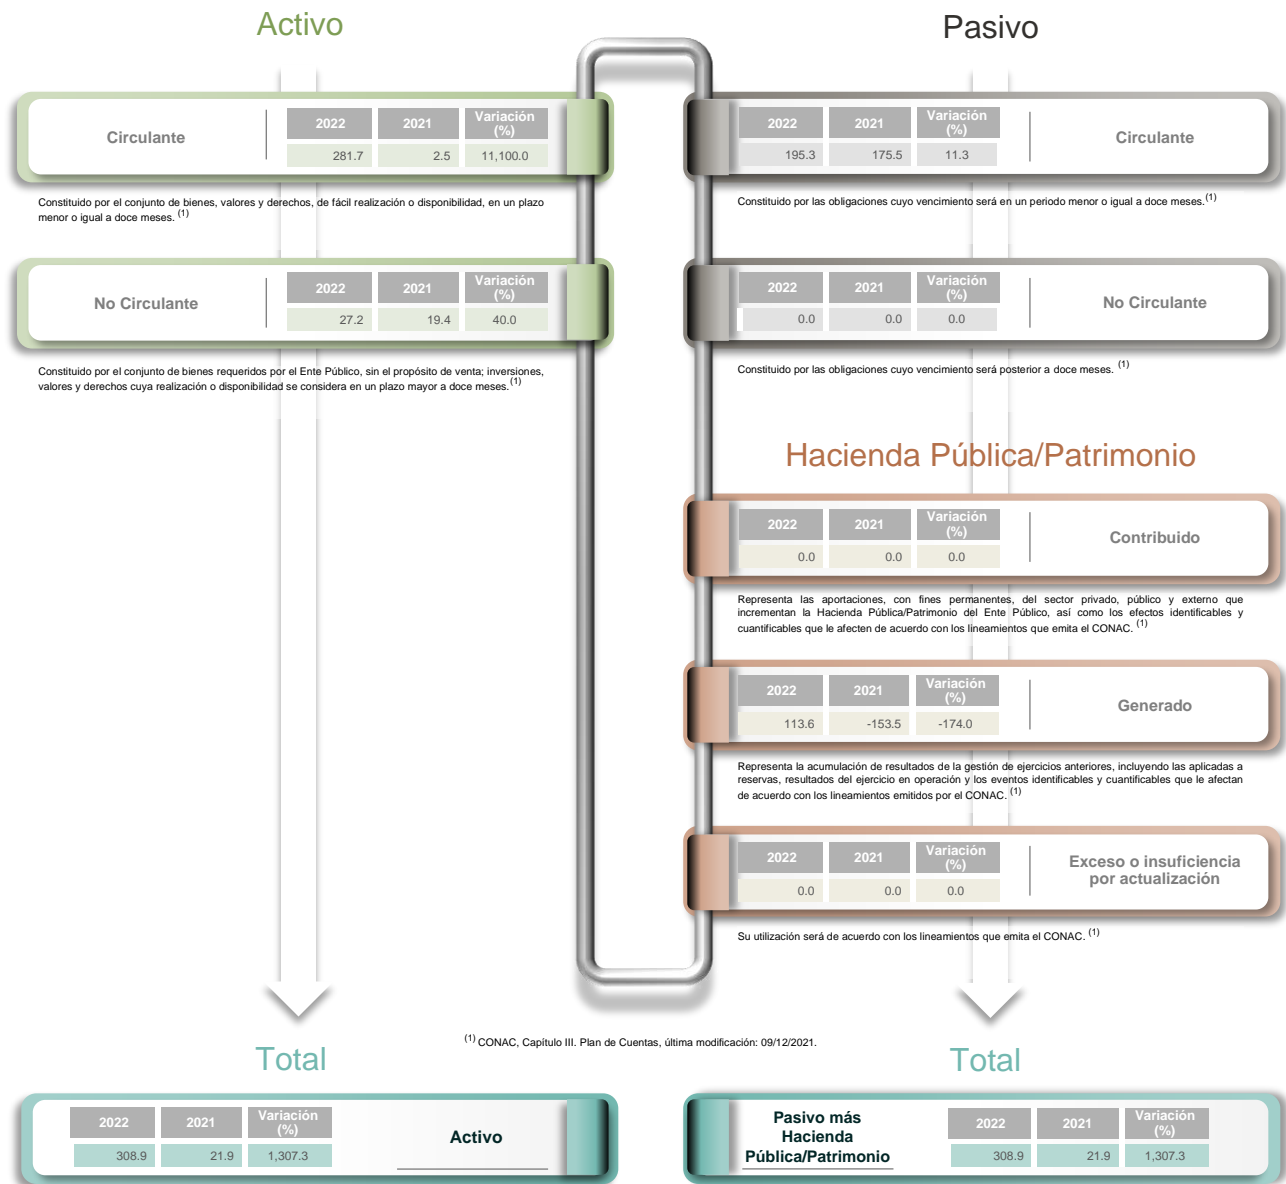 Activo
Circulante
2022 2021 Variación (%)
281.7 2.5 11,100.0
Constituido por el conjunto de bienes, valores y derechos, de fácil realización o disponibilidad, en un plazo
menor o igual a doce meses. (1)
No Circulante
2022 2021 Variación (%)
27.2 19.4 40.0
Constituido por el conjunto de bienes requeridos por el Ente Público, sin el propósito de venta; inversiones,
valores y derechos cuya realización o disponibilidad se considera en un plazo mayor a doce meses. (1)
Pasivo
2022 2021 Variación (%)
195.3 175.5 11.3
Circulante
Constituido por las obligaciones cuyo vencimiento será en un periodo menor o igual a doce meses. (1)
2022 2021 Variación (%)
0.0 0.0 0.0
No Circulante
Constituido por las obligaciones cuyo vencimiento será posterior a doce meses. (1)
Hacienda Pública/Patrimonio
2022 2021 Variación (%)
0.0 0.0 0.0
Contribuido
Representa las aportaciones, con fines permanentes, del sector privado, público y externo que
incrementan la Hacienda Pública/Patrimonio del Ente Público, así como los efectos identificables y
cuantificables que le afecten de acuerdo con los lineamientos que emita el CONAC. (1)
2022 2021 Variación (%)
113.6 -153.5 -174.0
Generado
Representa la acumulación de resultados de la gestión de ejercicios anteriores, incluyendo las aplicadas a
reservas, resultados del ejercicio en operación y los eventos identificables y cuantificables que le afectan
de acuerdo con los lineamientos emitidos por el CONAC. (1)
2022 2021 Variación (%)
0.0 0.0 0.0
Exceso o insuficiencia
por actualización
Su utilización será de acuerdo con los lineamientos que emita el CONAC. (1)
(1) CONAC, Capítulo III. Plan de Cuentas, última modificación: 09/12/2021.
Total
2022 2021 Variación (%)
308.9 21.9 1,307.3
Activo
Total
Pasivo más
Hacienda
Pública/Patrimonio
2022 2021 Variación (%)
308.9 21.9 1,307.3